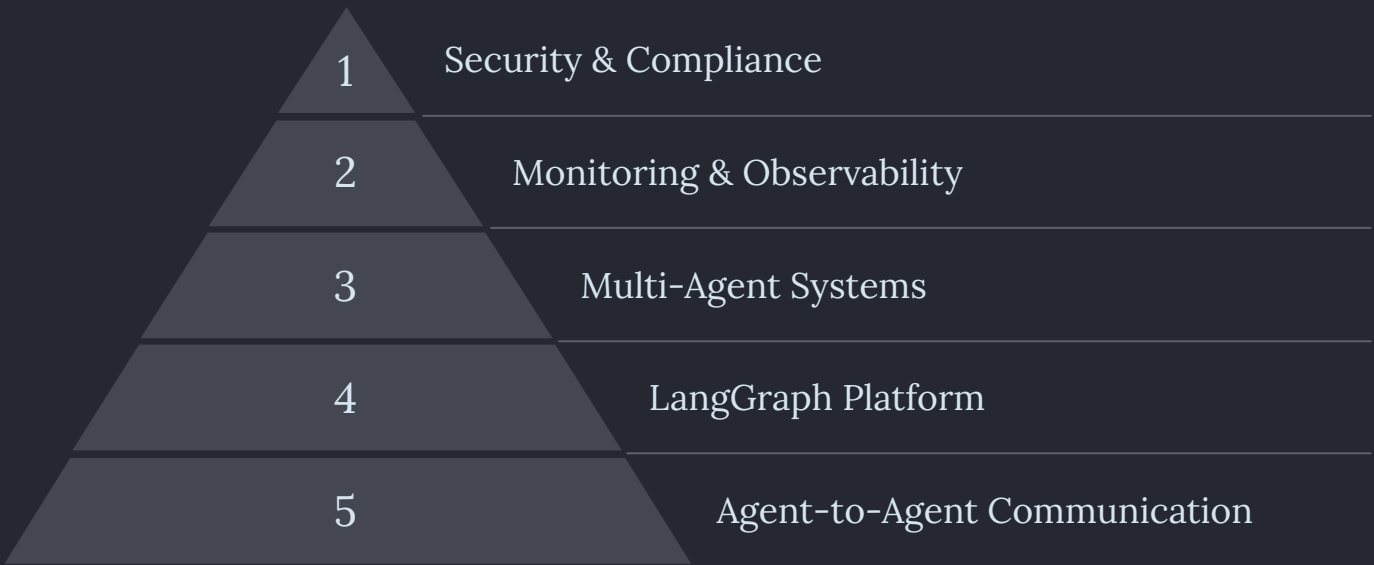 1 Security & Compliance
2 Monitoring & Observability
3 Multi-Agent Systems
4 LangGraph Platform
5 Agent-to-Agent Communication